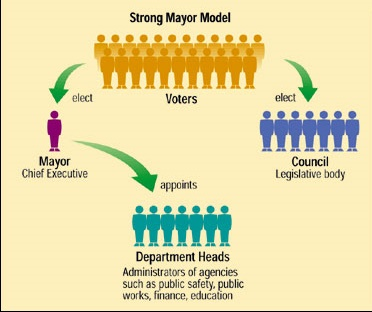 Strong Mayor Model
elect
Voters
elect
Mayor
Chief Executive
Council
Legislative body
appoints
Department Heads
Administrators of agencies
such as public safety, public
works, finance, education